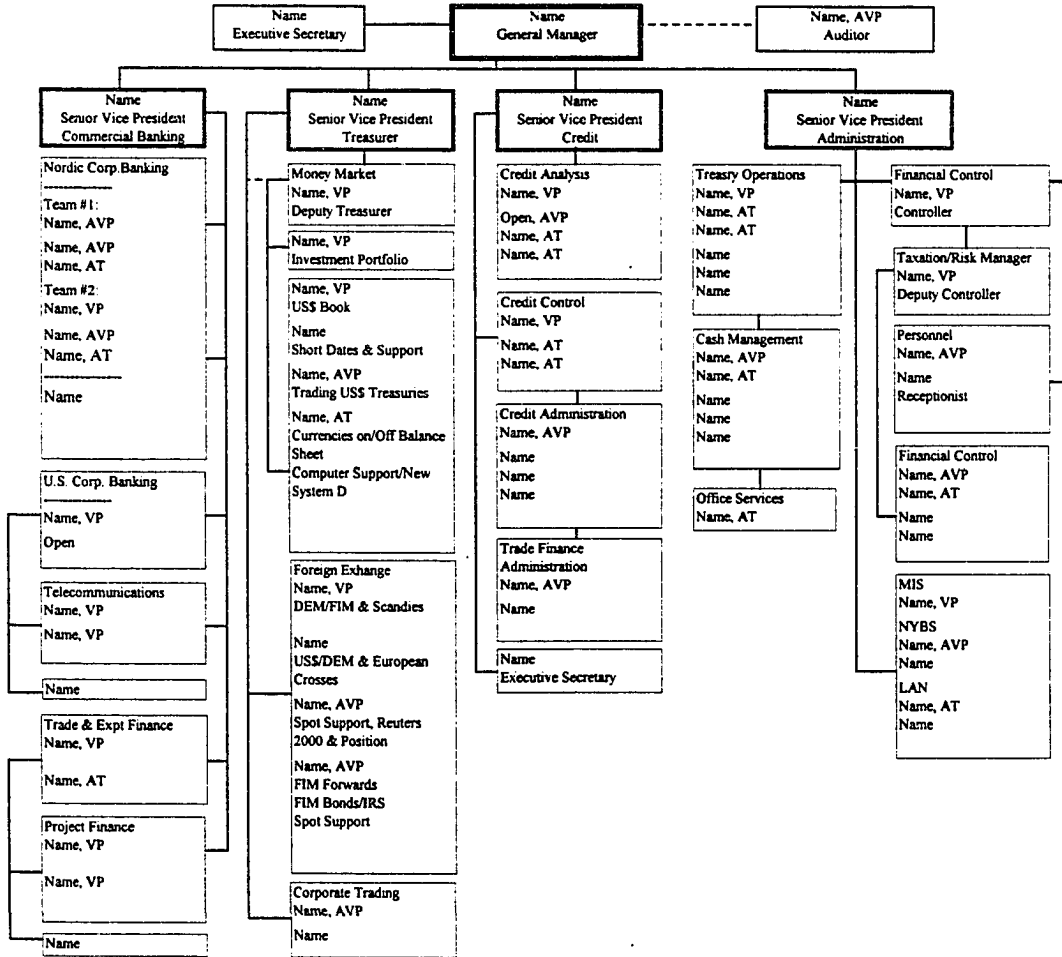 Name
Executive Secretary
Name
General Manager
Name, AVP
Auditor
Name
Senior Vice President
Commercial Banking
Name
Senior Vice President
Treasurer
Name
Senior Vice President
Credit
Name
Senior Vice President
Administration
Nordic Corp.Banking
Team #1:
Name, AVP
Name, AVP
Name, AT
Team #2:
Name, VP
Name, AVP
Name, AT
Name
U.S. Corp. Banking
Name, VP
Open
Telecommunications
Name, VP
Name, VP
Name
Trade & Expt Finance
Name, VP
Name, AT
Project Finance
Name, VP
Name, VP
Name
Money Market
Name, VP
Deputy Treasurer
Name, VP
Investment Portfolio
Name, VP
US$ Book
Name
Short Dates & Support
Name, AVP
Trading US$ Treasuries
Name, AT
Currencies on/Off Balance
Sheet
Computer Support/New
System D
Foreign Exhange
Name, VP
DEM/FIM & Scandies
Name
US$/DEM & European
Crosses
Name, AVP
Spot Support, Reuters
2000 & Position
Name, AVP
FIM Forwards
FIM Bonds/IRS
Spot Support
Corporate Trading
Name, AVP
Name
Credit Analysis
Name, VP
Open, AVP
Name, AT
Name, AT
Credit Control
Name, VP
Name, AT
Name, AT
Credit Administration
Name, AVP
Name
Name
Name
Trade Finance
Administration
Name, AVP
Name
Name
Executive Secretary
Treasry Operations
Name, VP
Name, AT
Name, AT
Name
Name
Name
Cash Management
Name, AVP
Name, AT
Name
Name
Name
Office Services
Name, AT
Financial Control
Name, VP
Controller
Taxation/Risk Manager
Name, VP
Deputy Controller
Personnel
Name, AVP
Name
Receptionist
Financial Control
Name, AVP
Name, AT
Name
Name
MIS
Name, VP
NYBS
Name, AVP
Name
LAN
Name, AT
Name